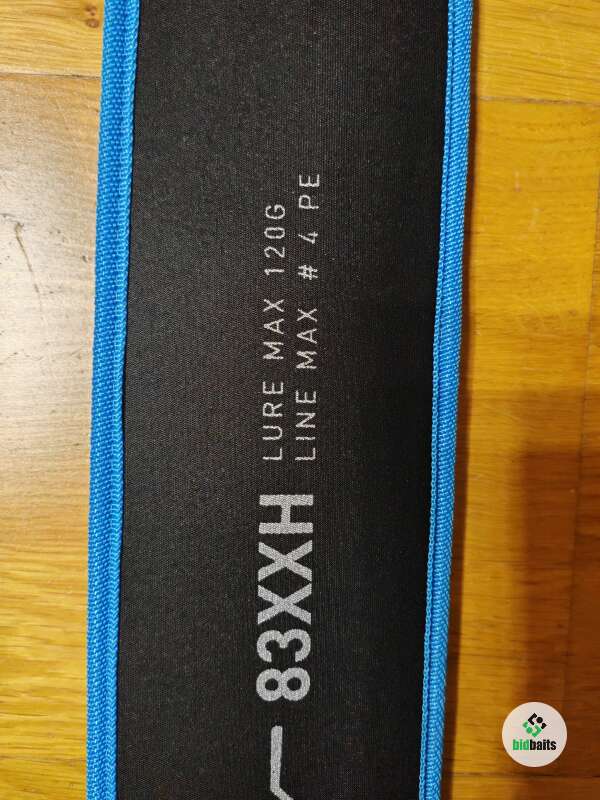 83XXH
LURE MAX 120G
LINE MAX # 4 PE
bidbaits